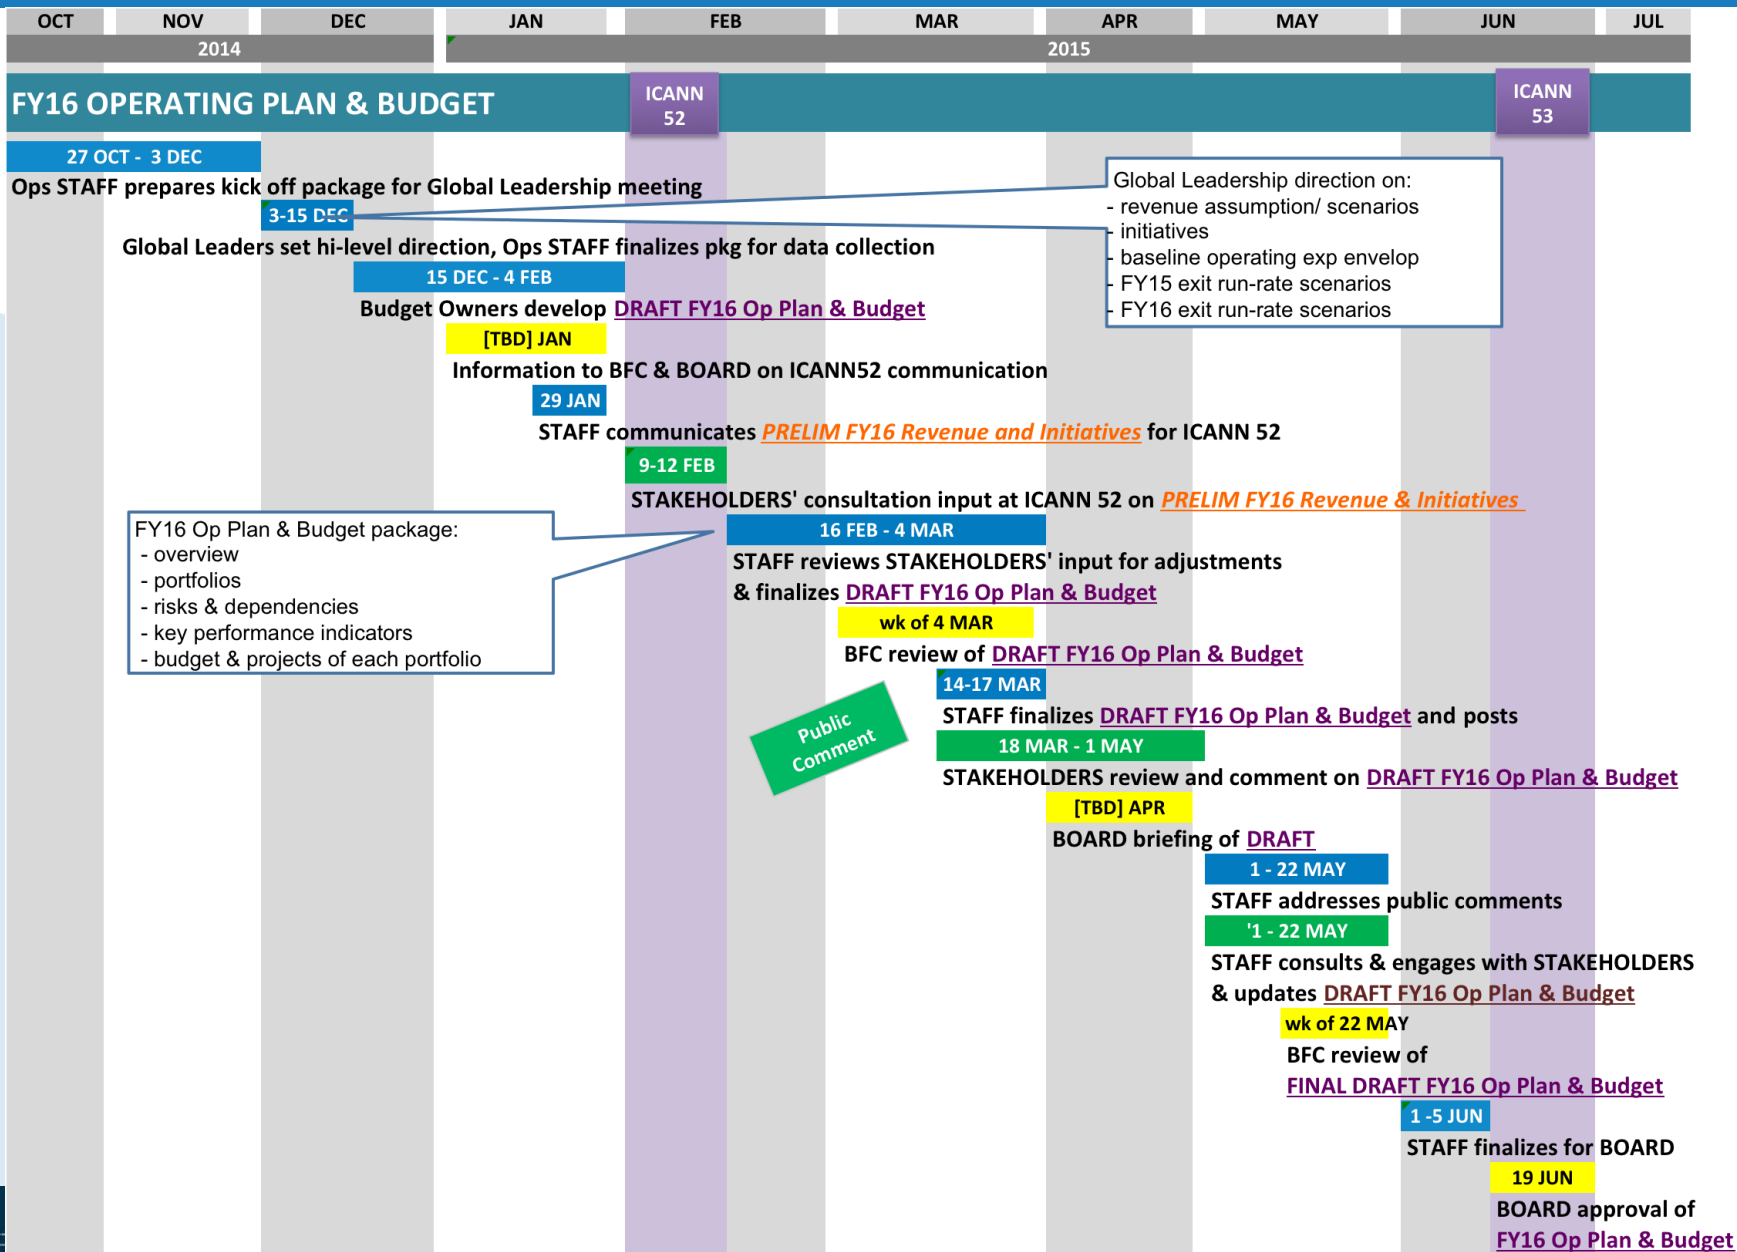 OCT NOV DEC JAN FEB MAR APR MAY JUN JUL
2014 2015
FY16 OPERATING PLAN & BUDGET
ICANN
52
ICANN
53
27 OCT - 3 DEC
Ops STAFF prepares kick off package for Global Leadership meeting
3-15 DEC
Global Leaders set hi-level direction, Ops STAFF finalizes pkg for data collection
Global Leadership direction on:
- revenue assumption/ scenarios
- initiatives
- baseline operating exp envelop
- FY15 exit run-rate scenarios
- FY16 exit run-rate scenarios
15 DEC - 4 FEB
Budget Owners develop DRAFT FY16 Op Plan & Budget
[TBD] JAN
Information to BFC & BOARD on ICANN52 communication
29 JAN
STAFF communicates PRELIM FY16 Revenue and Initiatives for ICANN 52
9-12 FEB
STAKEHOLDERS' consultation input at ICANN 52 on PRELIM FY16 Revenue & Initiatives
FY16 Op Plan & Budget package:
- overview
- portfolios
- risks & dependencies
- key performance indicators
- budget & projects of each portfolio
16 FEB - 4 MAR
STAFF reviews STAKEHOLDERS' input for adjustments
& finalizes DRAFT FY16 Op Plan & Budget
wk of 4 MAR
BFC review of DRAFT FY16 Op Plan & Budget
14-17 MAR
STAFF finalizes DRAFT FY16 Op Plan & Budget and posts
Public
Comment
18 MAR - 1 MAY
STAKEHOLDERS review and comment on DRAFT FY16 Op Plan & Budget
[TBD] APR
BOARD briefing of DRAFT
1 - 22 MAY
STAFF addresses public comments
'1 - 22 MAY
STAFF consults & engages with STAKEHOLDERS
& updates DRAFT FY16 Op Plan & Budget
wk of 22 MAY
BFC review of
FINAL DRAFT FY16 Op Plan & Budget
1 -5 JUN
STAFF finalizes for BOARD
19 JUN
BOARD approval of
FY16 Op Plan & Budget